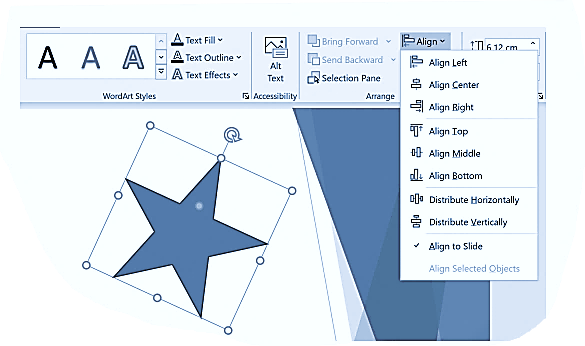 A A A
Text Fill
Text Outline
Text Effects
WordArt Styles
Alt
Text
Accessibility
Bring Forward
Send Backward
Selection Pane
Arrange
Align
6.12 cm
Align Left
Align Center
Align Right
Align Top
Align Middle
Align Bottom
Distribute Horizontally
Distribute Vertically
Align to Slide
Align Selected Objects